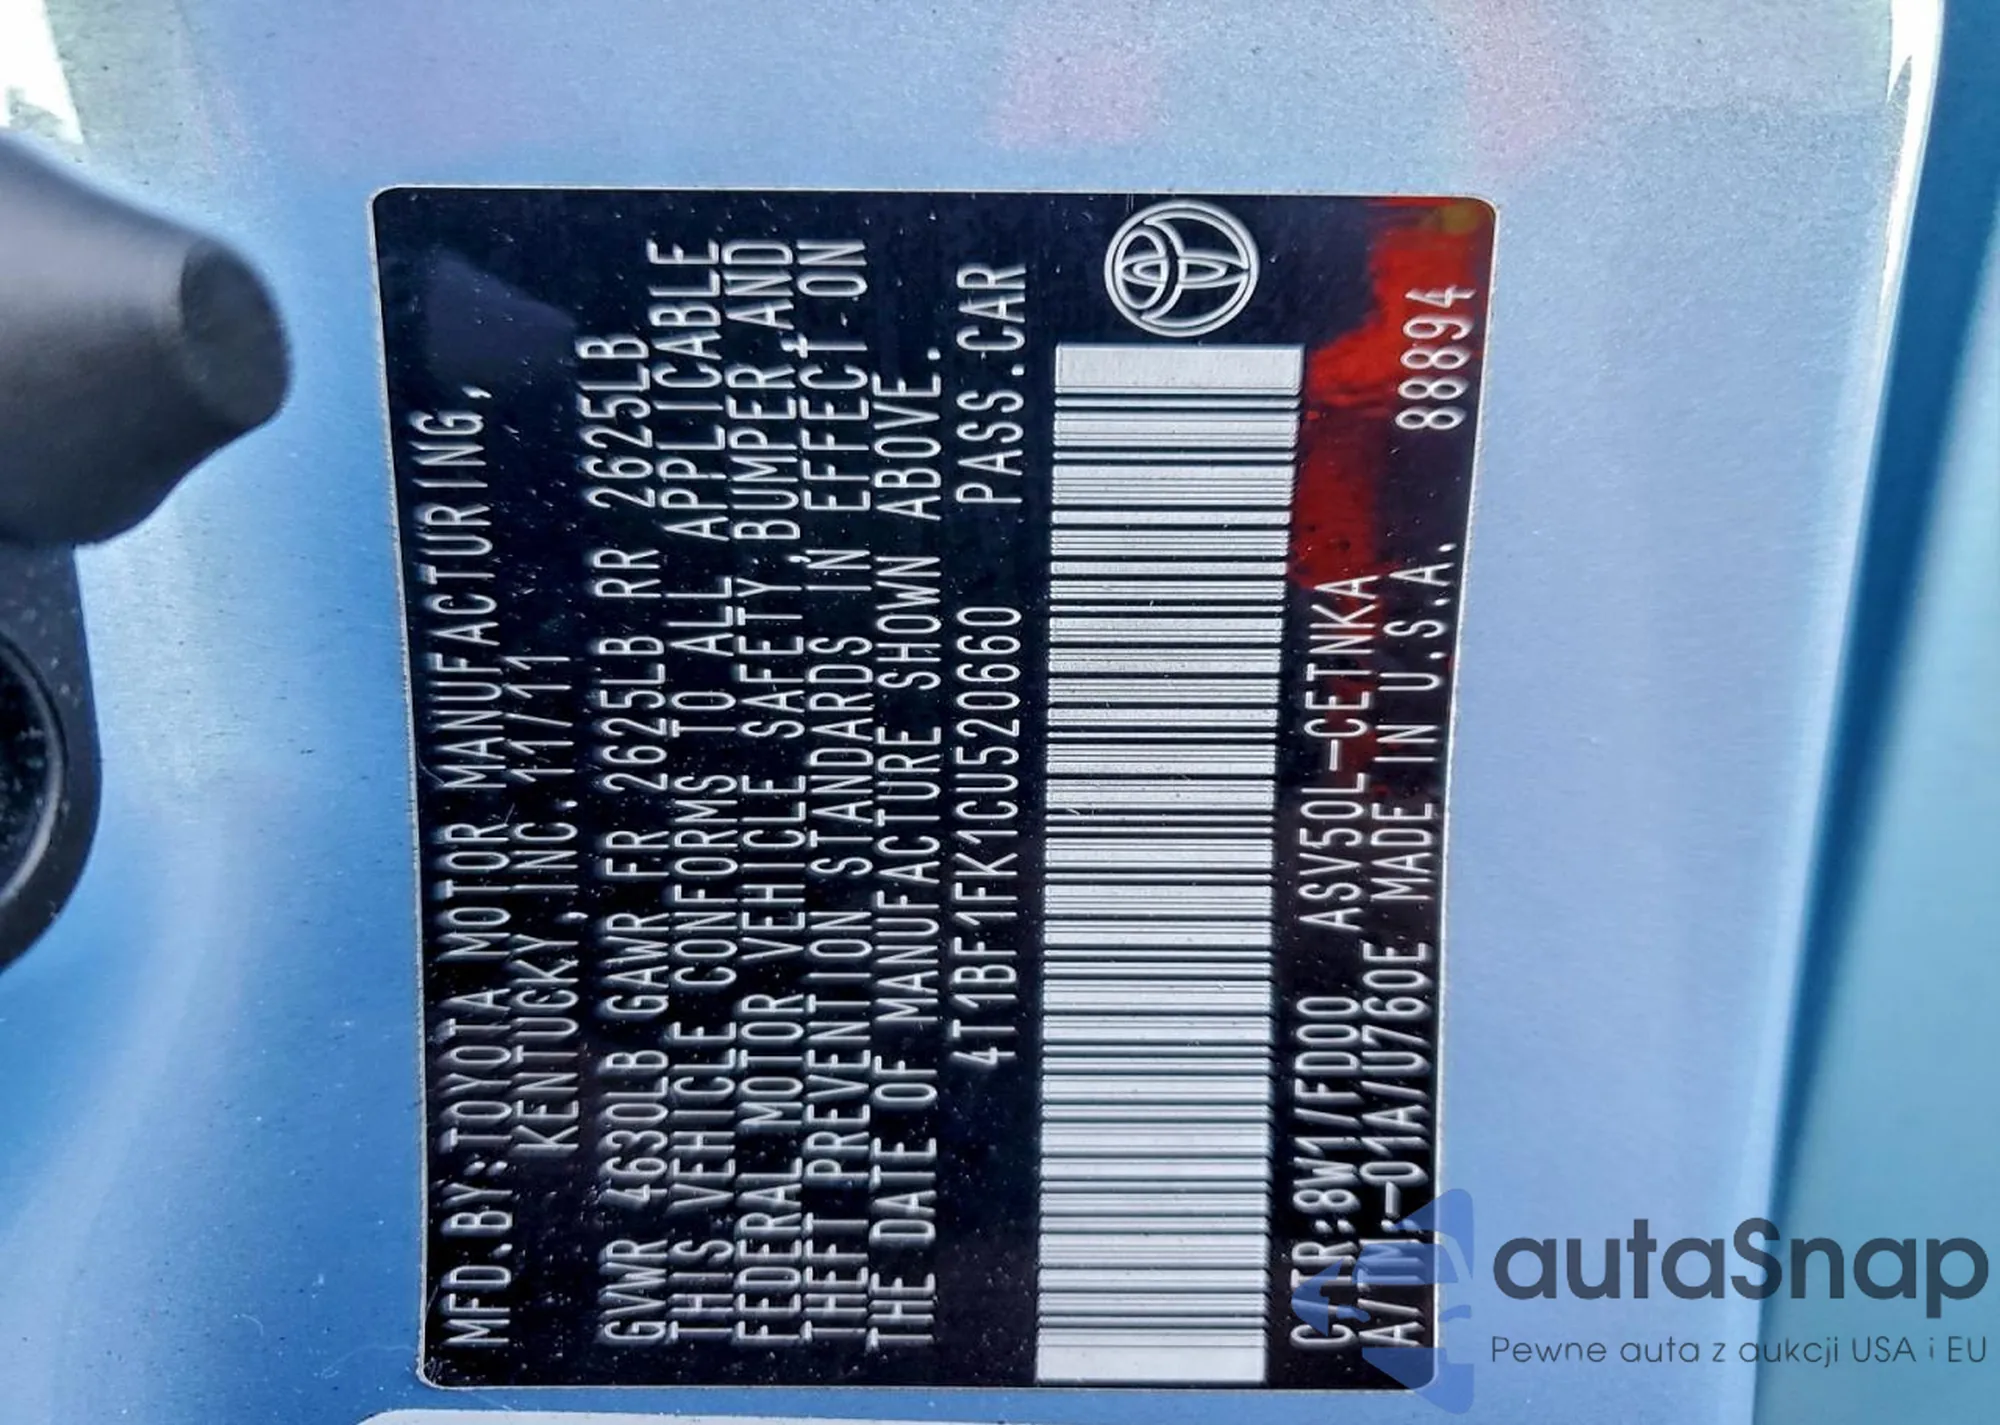 MFD.BY:TOYOTA MOTOR MANUFACTURING,
KENTUCKY,INC. 11/11
GVWR 4630LB GAWR FR 2625LB RR 2625LB
THIS VEHICLE CONFORMS TO ALL APPLICABLE
FEDERAL MOTOR VEHICLE SAFETY,BUMPER,AND
THEFT PREVENTION STANDARDS IN EFFECT ON
THE DATE OF MANUFACTURE SHOWN ABOVE.
4T1BF1FK1CU520660 PASS.CAR
C/TR:8W1/FD00 ASV50L-CETNKA
A/TM:-01A/U760E MADE IN U.S.A. 88894
autaSnap
Pewne auta z aukcji USA i EU